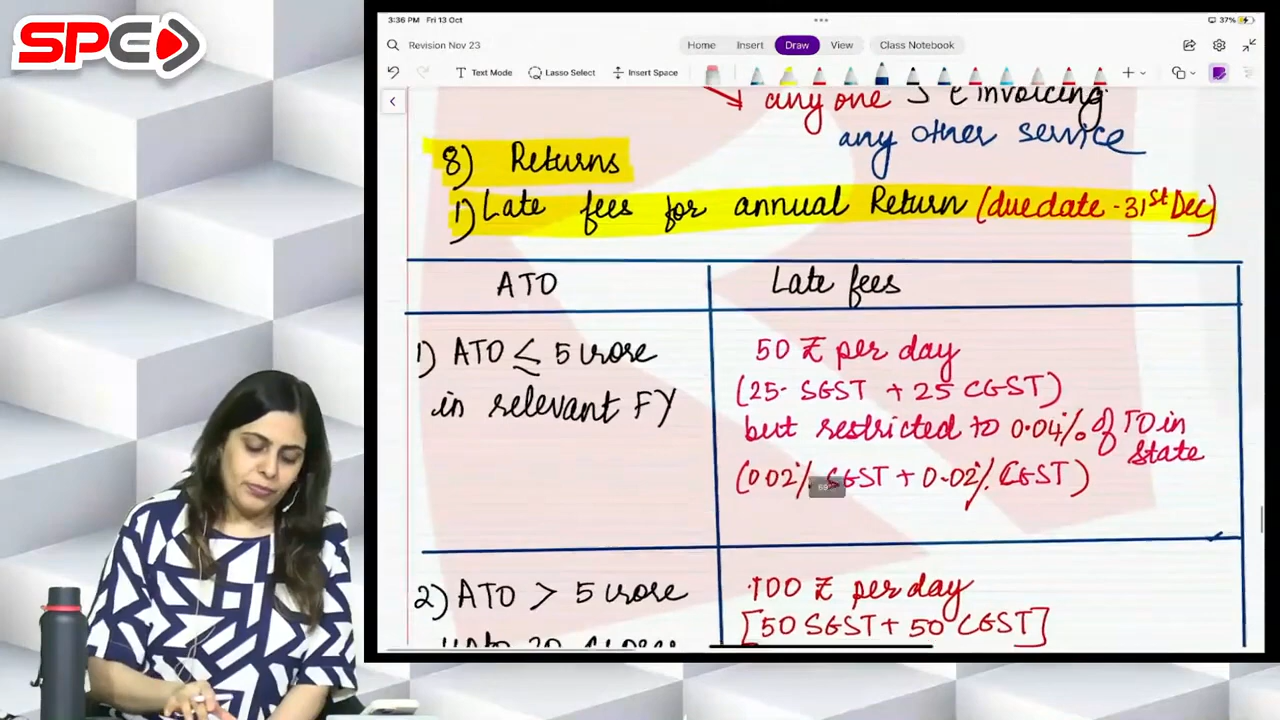 SPC
3:36 PM Fri 13 Oct
37%
Revision Nov 23
Home Insert Draw View Class Notebook
Text Mode Lasso Select Insert Space
any one E invoicing
any other service
8) Returns
1) Late fees for annual Return (due date - 31st Dec)
ATO Late fees
1) ATO ≤ 5 crore
in relevant FY
50 ₹ per day
(25- SGST + 25 CGST)
but restricted to 0.04% of TO in
State
(0.02% SGST + 0.02% CGST)
2) ATO > 5 crore
upto 20 crores
100 ₹ per day
[50 SGST + 50 CGST]